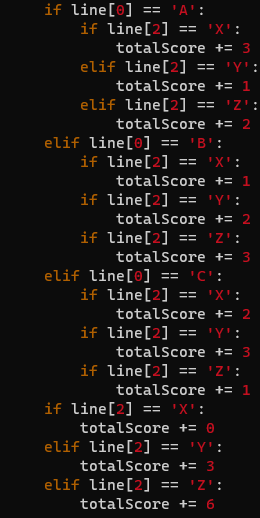 if line[0] == 'A':
    if line[2] == 'X':
        totalScore += 3
    elif line[2] == 'Y':
        totalScore += 1
    elif line[2] == 'Z':
        totalScore += 2
elif line[0] == 'B':
    if line[2] == 'X':
        totalScore += 1
    if line[2] == 'Y':
        totalScore += 2
    if line[2] == 'Z':
        totalScore += 3
elif line[0] == 'C':
    if line[2] == 'X':
        totalScore += 2
    if line[2] == 'Y':
        totalScore += 3
    if line[2] == 'Z':
        totalScore += 1
if line[2] == 'X':
    totalScore += 0
elif line[2] == 'Y':
    totalScore += 3
elif line[2] == 'Z':
    totalScore += 6